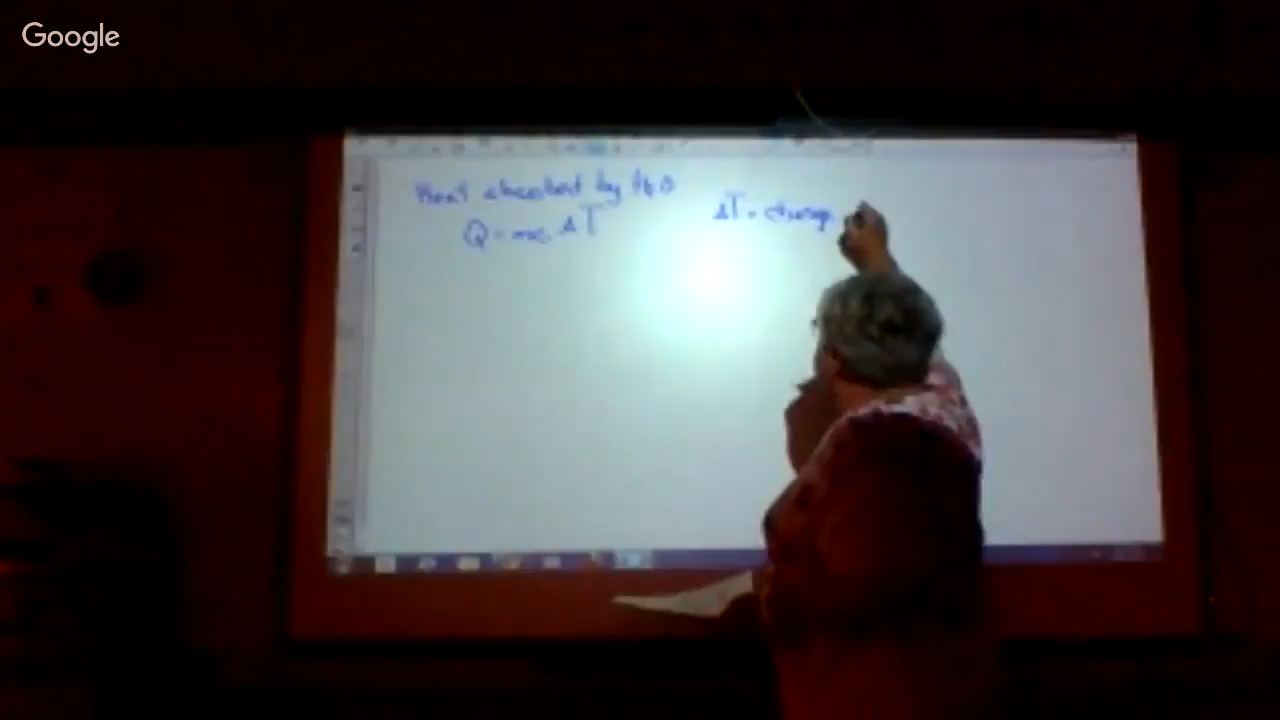 Google
Heat absorbed by H₂O
Q = mc ΔT
ΔT = change